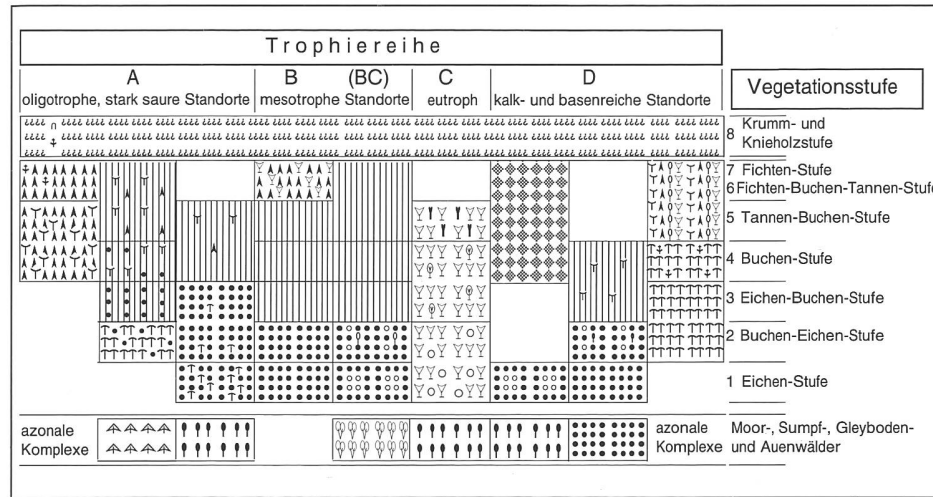 Trophiereihe
A B (BC) C D
oligotrophe, stark saure Standorte mesotrophe Standorte eutroph kalk- und basenreiche Standorte
Vegetationsstufe
8 Krumm- und
Knieholzstufe
7 Fichten-Stufe
6 Fichten-Buchen-Tannen-Stufe
5 Tannen-Buchen-Stufe
4 Buchen-Stufe
3 Eichen-Buchen-Stufe
2 Buchen-Eichen-Stufe
1 Eichen-Stufe
azonale azonale Moor-, Sumpf-, Gleyboden-
Komplexe Komplexe und Auenwälder